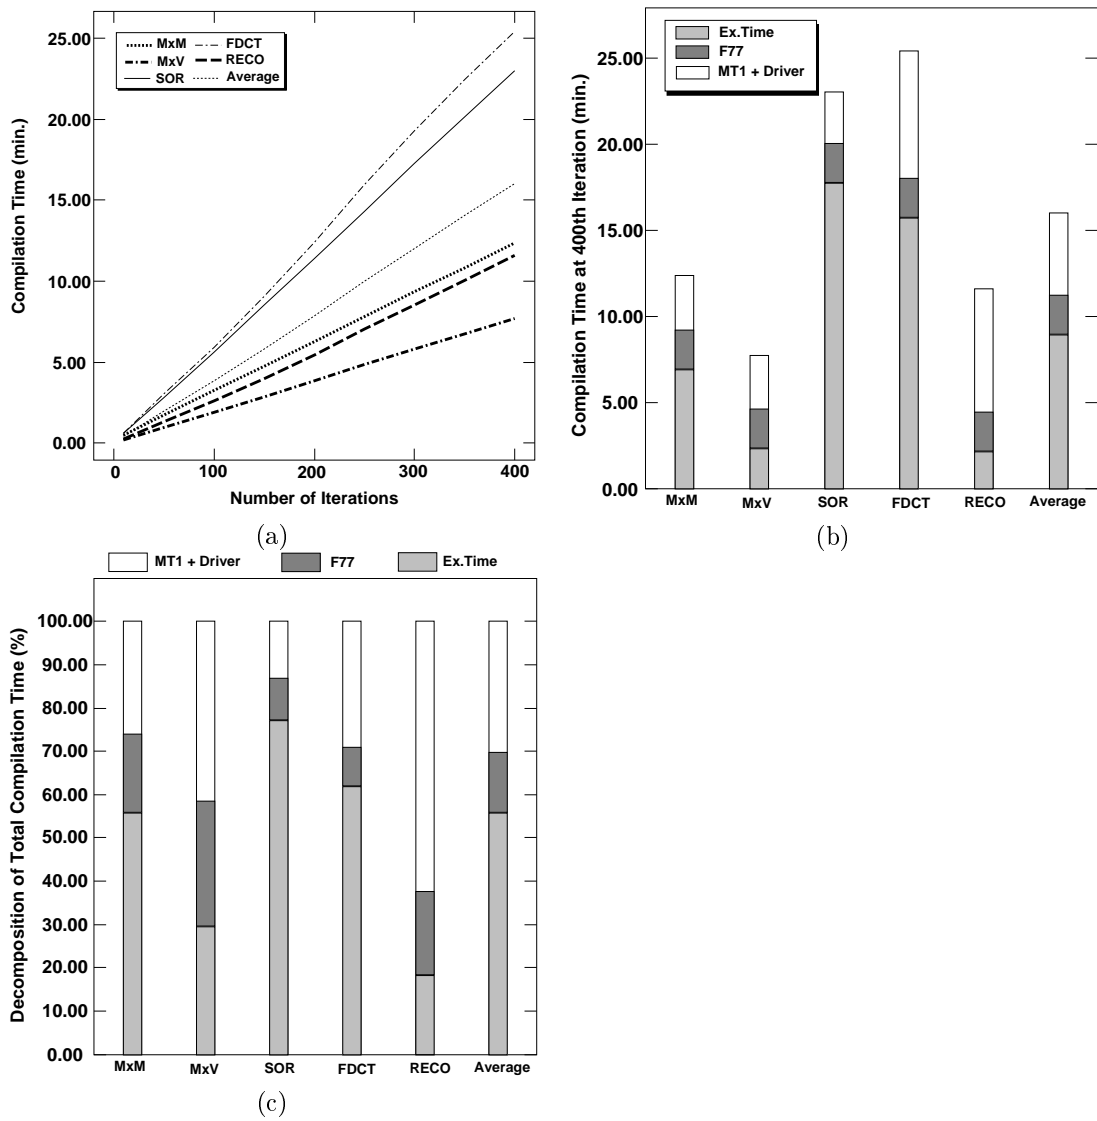 Compilation Time (min.)
25.00
20.00
15.00
10.00
5.00
0.00
MxM
FDCT
MxV
RECO
SOR
Average
0
100
200
300
400
Number of Iterations
(a)
Compilation Time at 400th Iteration (min.)
25.00
20.00
15.00
10.00
5.00
0.00
Ex.Time
F77
MT1 + Driver
MxM
MxV
SOR
FDCT
RECO
Average
(b)
MT1 + Driver
F77
Ex.Time
Decomposition of Total Compilation Time (%)
100.00
90.00
80.00
70.00
60.00
50.00
40.00
30.00
20.00
10.00
0.00
MxM
MxV
SOR
FDCT
RECO
Average
(c)